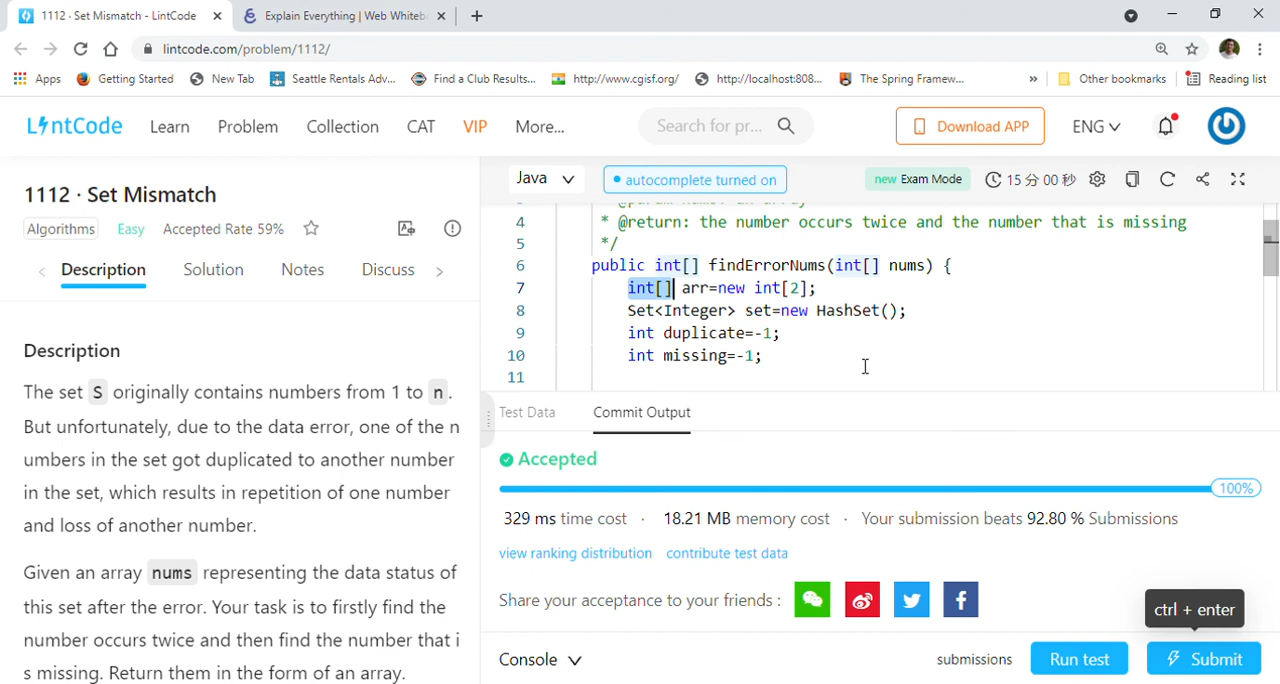 1112 · Set Mismatch - LintCode
Explain Everything | Web Whiteb
lintcode.com/problem/1112/
Apps Getting Started New Tab Seattle Rentals Adv... Find a Club Results... http://www.cgisf.org/ http://localhost:808... The Spring Framew... » Other bookmarks Reading list
LintCode Learn Problem Collection CAT VIP More... Search for pr... Download APP ENG
1112 · Set Mismatch
Algorithms Easy Accepted Rate 59%
Description Solution Notes Discuss
Description
The set S originally contains numbers from 1 to n.
But unfortunately, due to the data error, one of the n
umbers in the set got duplicated to another number
in the set, which results in repetition of one number
and loss of another number.
Given an array nums representing the data status of
this set after the error. Your task is to firstly find the
number occurs twice and then find the number that i
s missing. Return them in the form of an array.
Java autocomplete turned on new Exam Mode 15 分 00 秒
4 * @return: the number occurs twice and the number that is missing
5 */
6 public int[] findErrorNums(int[] nums) {
7 int[] arr=new int[2];
8 Set<Integer> set=new HashSet();
9 int duplicate=-1;
10 int missing=-1;
11
Test Data Commit Output
Accepted
100%
329 ms time cost · 18.21 MB memory cost · Your submission beats 92.80 % Submissions
view ranking distribution contribute test data
Share your acceptance to your friends :
ctrl + enter
Console submissions Run test Submit